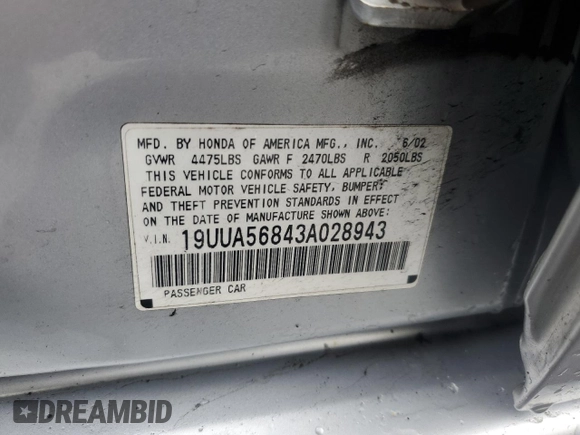 MFD. BY HONDA OF AMERICA MFG., INC. 6/02
GVWR 4475LBS GAWR F 2470LBS R 2050LBS
THIS VEHICLE CONFORMS TO ALL APPLICABLE
FEDERAL MOTOR VEHICLE SAFETY, BUMPER,
AND THEFT PREVENTION STANDARDS IN EFFECT
ON THE DATE OF MANUFACTURE SHOWN ABOVE:
V.I.N. 19UUA56843A028943
PASSENGER CAR
DREAMBID